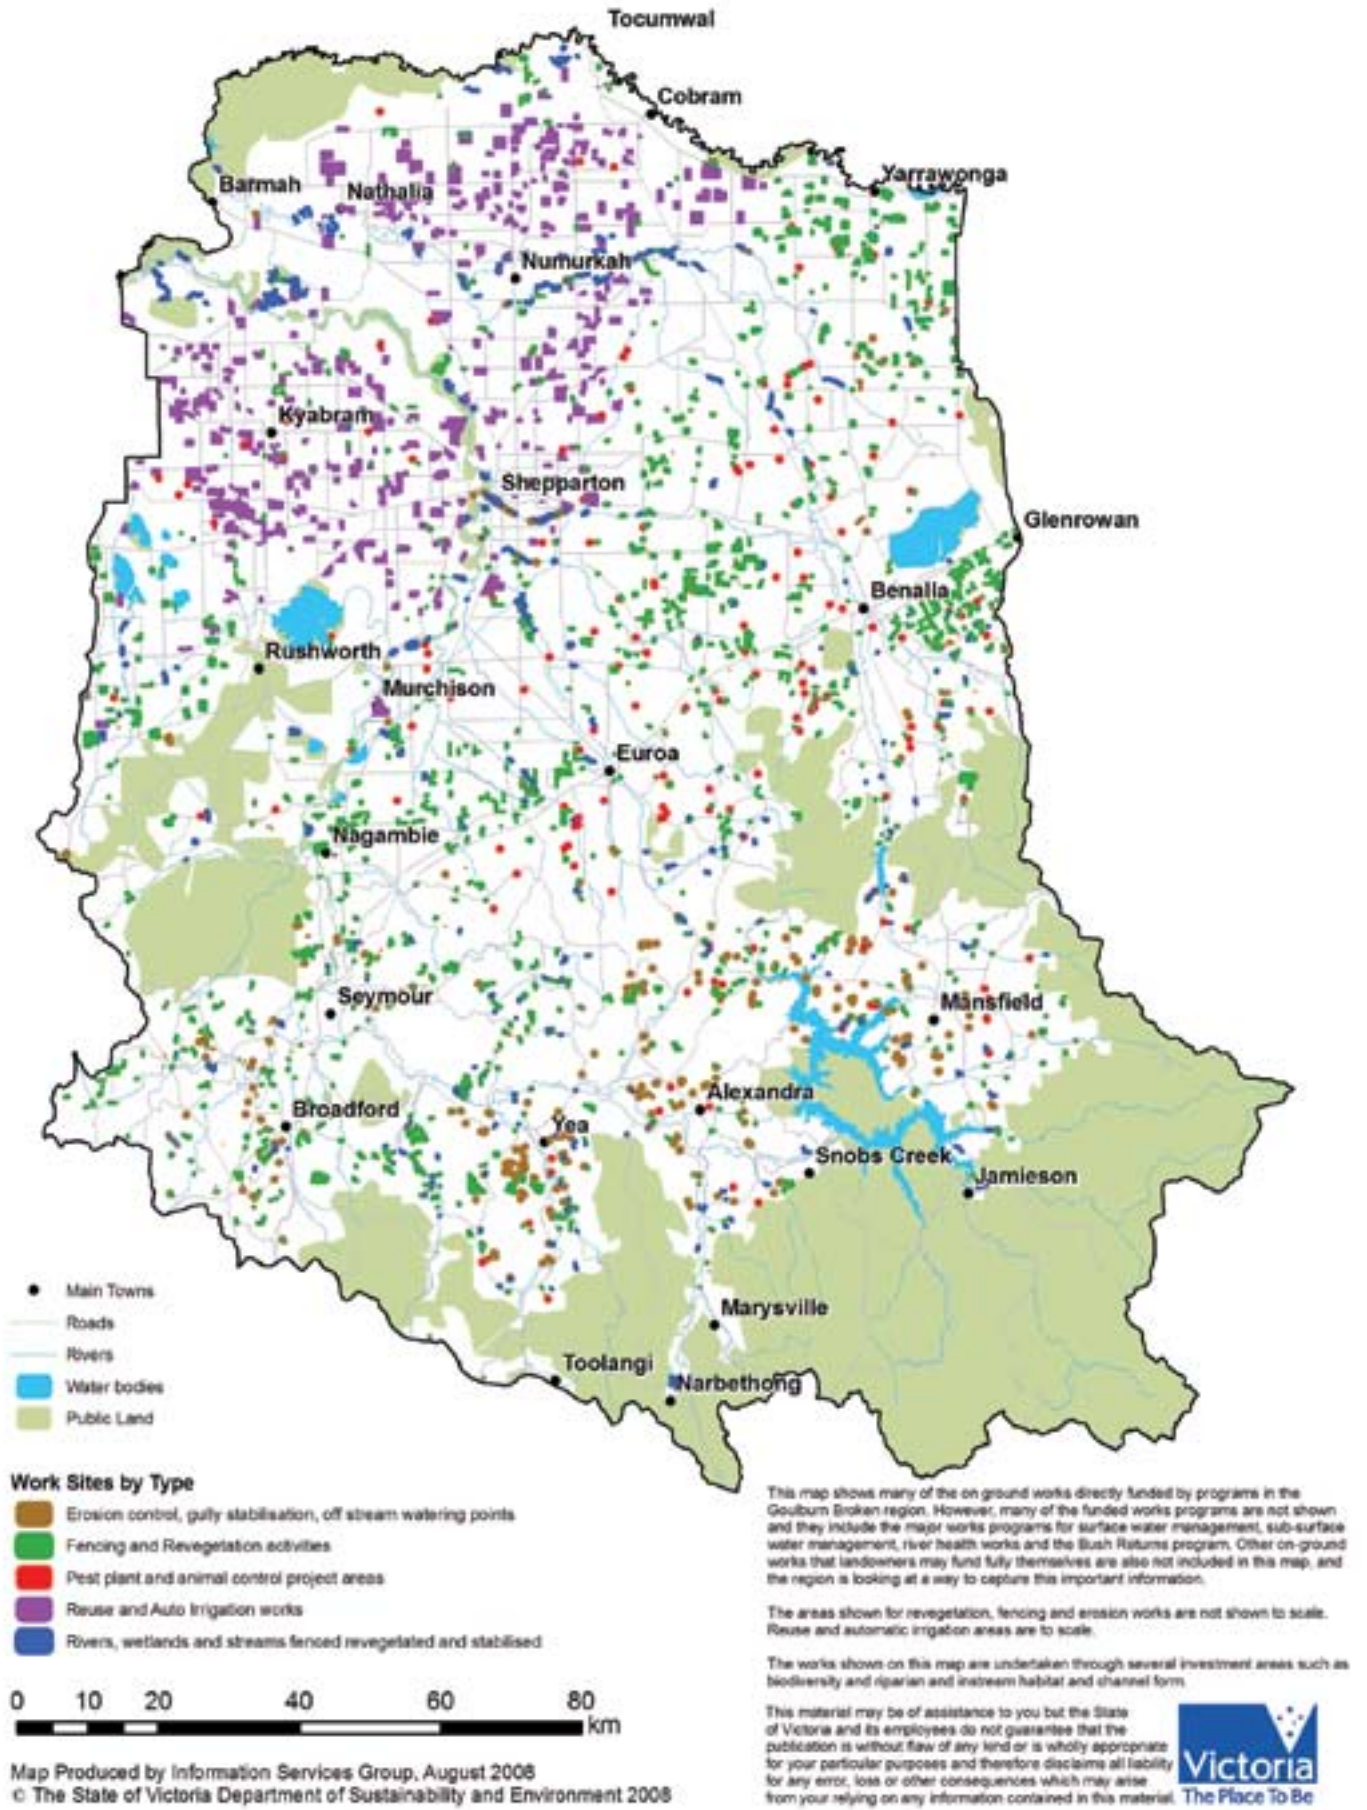 Tocumwal
Cobram
Yarrawonga
Barmah
Nathalia
Numurkah
Kyabram
Shepparton
Glenrowan
Benalla
Rushworth
Murchison
Euroa
Nagambie
Seymour
Mansfield
Alexandra
Broadford
Yea
Snobs Creek
Jamieson
Marysville
Toolangi
Narbethong
Main Towns
Roads
Rivers
Water bodies
Public Land
Work Sites by Type
Erosion control, gully stabilisation, off stream watering points
Fencing and Revegetation activities
Pest plant and animal control project areas
Reuse and Auto Irrigation works
Rivers, wetlands and streams fenced revegetated and stabilised
0 10 20 40 60 80
km
Map Produced by Information Services Group, August 2008
© The State of Victoria Department of Sustainability and Environment 2008
This map shows many of the on ground works directly funded by programs in the
Goulburn Broken region. However, many of the funded works programs are not shown
and they include the major works programs for surface water management, sub-surface
water management, river health works and the Bush Returns program. Other on-ground
works that landowners may fund fully themselves are also not included in this map, and
the region is looking at a way to capture this important information.
The areas shown for revegetation, fencing and erosion works are not shown to scale.
Reuse and automatic irrigation areas are to scale.
The works shown on this map are undertaken through several investment areas such as
biodiversity and riparian and instream habitat and channel form.
This material may be of assistance to you but the State
of Victoria and its employees do not guarantee that the
publication is without flaw of any kind or is wholly appropriate
for your particular purposes and therefore disclaims all liability
for any error, loss or other consequences which may arise
from your relying on any information contained in this material.
Victoria
The Place To Be